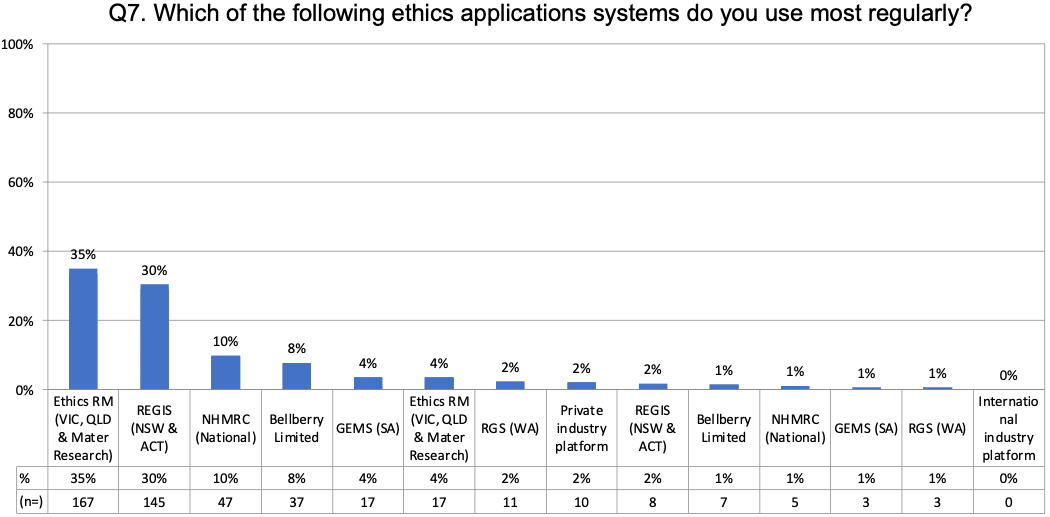 Q7. Which of the following ethics applications systems do you use most regularly?
100%
80%
60%
40%
20%
0%
35%
30%
10%
8%
4%
4%
2%
2%
2%
1%
1%
1%
1%
0%
Ethics RM (VIC, QLD & Mater Research)
REGIS (NSW & ACT)
NHMRC (National)
Bellberry Limited
GEMS (SA)
Ethics RM (VIC, QLD & Mater Research)
RGS (WA)
Private industry platform
REGIS (NSW & ACT)
Bellberry Limited
NHMRC (National)
GEMS (SA)
RGS (WA)
Internatio nal industry platform
% 35% 30% 10% 8% 4% 4% 2% 2% 2% 1% 1% 1% 1% 0%
(n=) 167 145 47 37 17 17 11 10 8 7 5 3 3 0